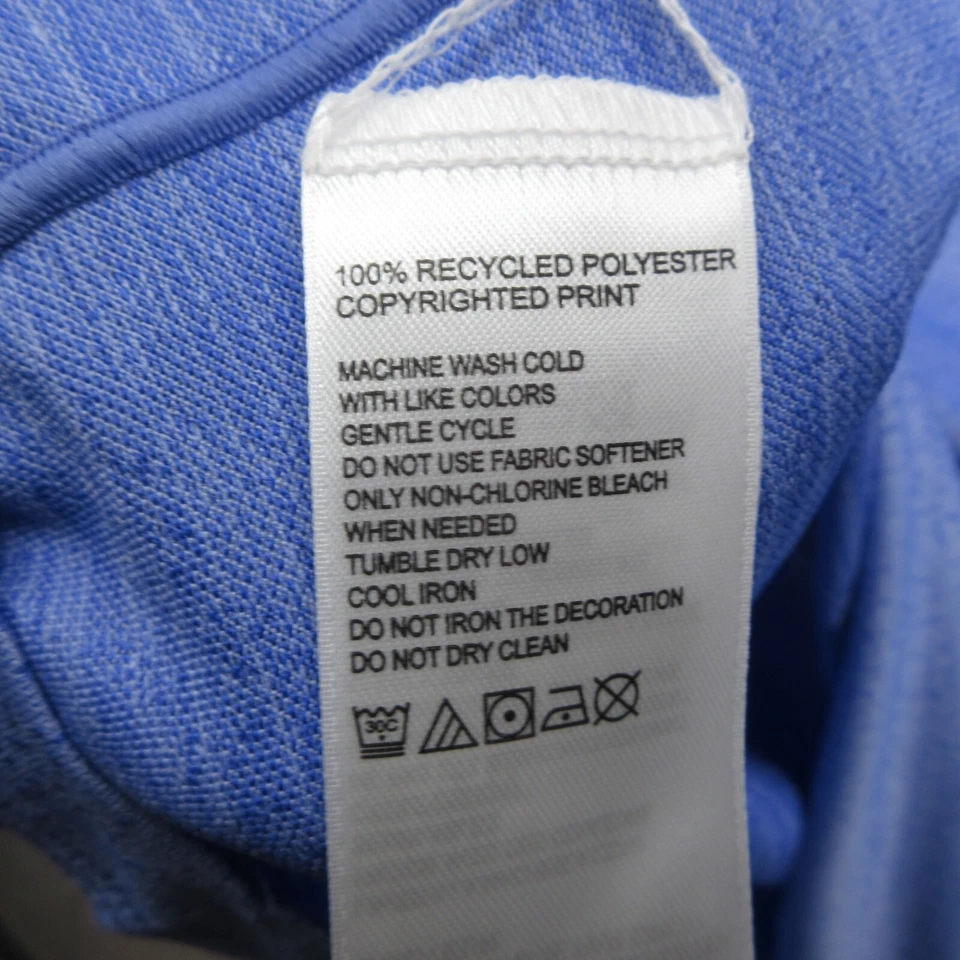 100% RECYCLED POLYESTER
COPYRIGHTED PRINT
MACHINE WASH COLD
WITH LIKE COLORS
GENTLE CYCLE
DO NOT USE FABRIC SOFTENER
ONLY NON-CHLORINE BLEACH
WHEN NEEDED
TUMBLE DRY LOW
COOL IRON
DO NOT IRON THE DECORATION
DO NOT DRY CLEAN
30C